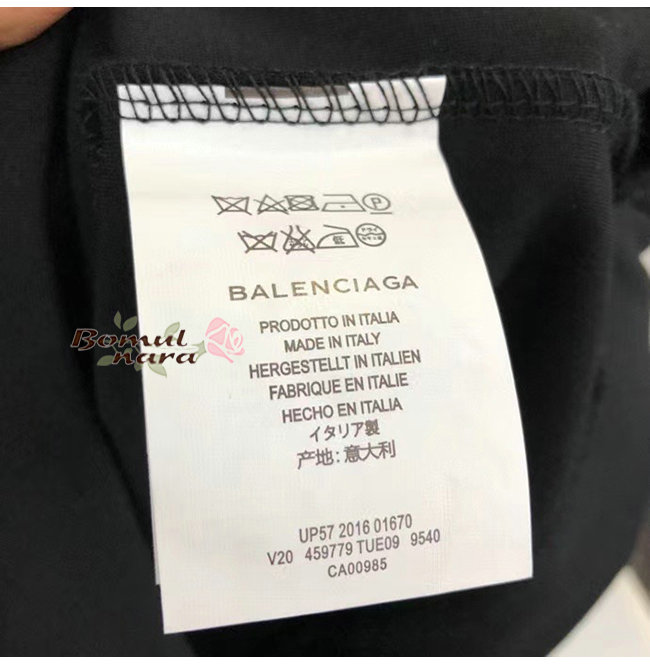 BALENCIAGA
PRODOTTO IN ITALIA
MADE IN ITALY
HERGESTELLT IN ITALIEN
FABRIQUE EN ITALIE
HECHO EN ITALIA
イタリア製
产地:意大利
UP57 2016 01670
V20 459779 TUE09 9540
CA00985
Bomul
nara